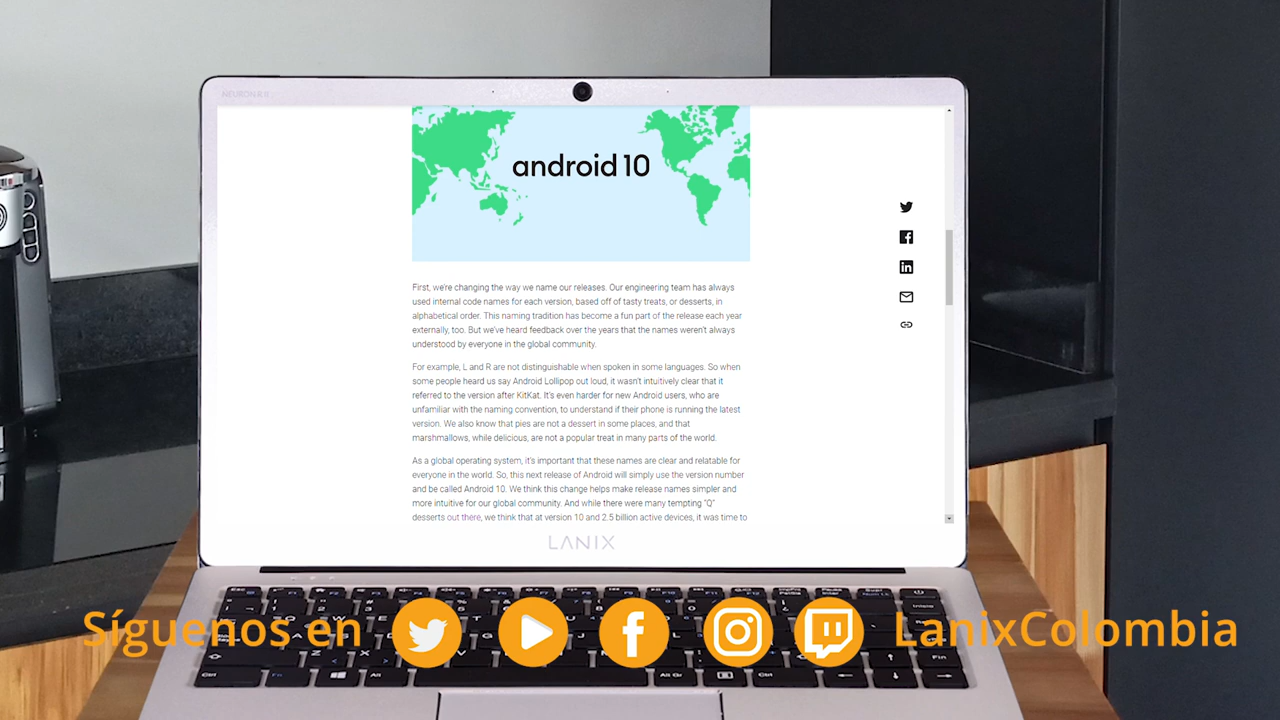 NEURON
android 10
First, we're changing the way we name our releases. Our engineering team has always
used internal code names for each version, based off of tasty treats, or desserts, in
alphabetical order. This naming tradition has become a fun part of the release each year
externally, too. But we've heard feedback over the years that the names weren't always
understood by everyone in the global community.
For example, L and R are not distinguishable when spoken in some languages. So when
some people heard us say Android Lollipop out loud, it wasn't intuitively clear that it
referred to the version after KitKat. It's even harder for new Android users, who are
unfamiliar with the naming convention, to understand if their phone is running the latest
version. We also know that pies are not a dessert in some places, and that
marshmallows, while delicious, are not a popular treat in many parts of the world.
As a global operating system, it's important that these names are clear and relatable for
everyone in the world. So, this next release of Android will simply use the version number
and be called Android 10. We think this change helps make release names simpler and
more intuitive for our global community. And while there were many tempting "Q"
desserts out there, we think that at version 10 and 2.5 billion active devices, it was time to
LANIX
Síguenos en LanixColombia
Inicio
Fin
Ctrl Fn Alt Alt Gr Ctrl